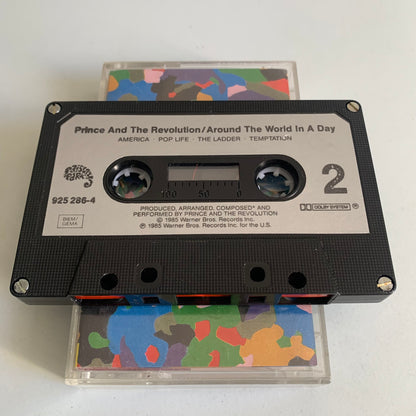 Prince And The Revolution/Around The World In A Day
AMERICA · POP LIFE · THE LADDER · TEMPTATION
PAISLEY PARK
925 286-4
2
BIEM/
GEMA
100 50 0
DOLBY SYSTEM
PRODUCED, ARRANGED, COMPOSED* AND
PERFORMED BY PRINCE AND THE REVOLUTION
© 1985 Warner Bros. Records Inc.
℗ 1985 Warner Bros. Records Inc. for the U.S.